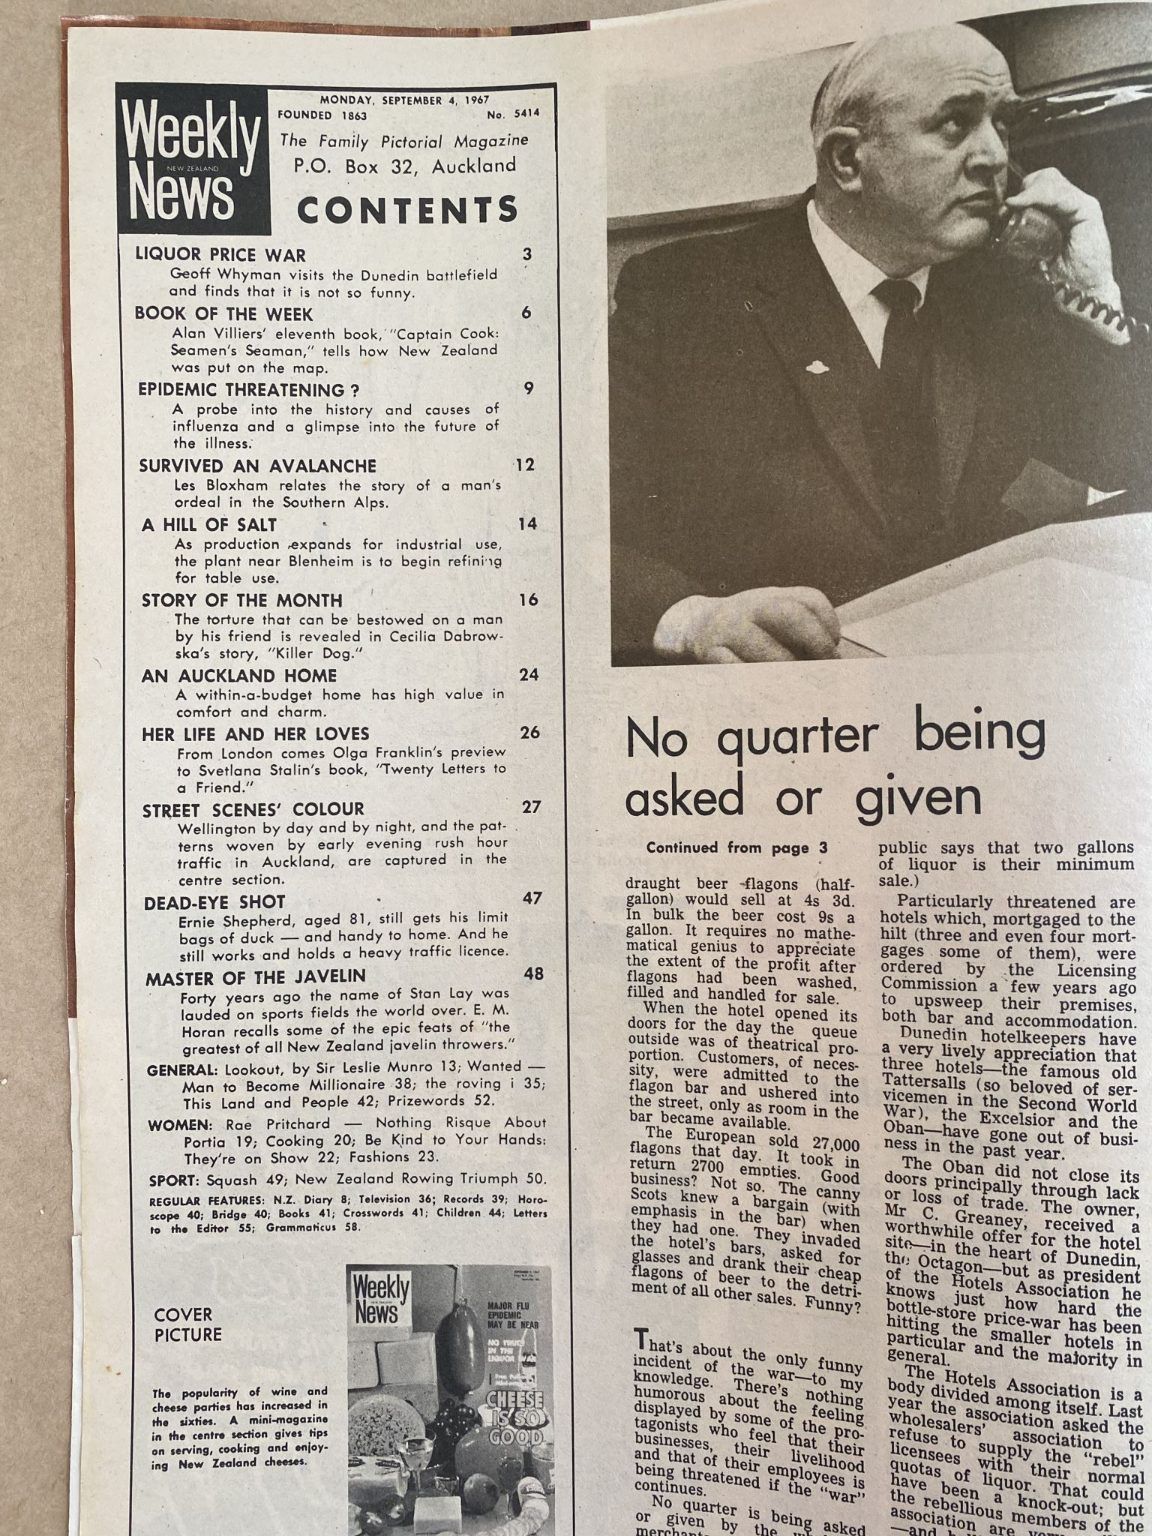 Weekly
NEW ZEALAND
News
MONDAY, SEPTEMBER 4, 1967
FOUNDED 1863 No. 5414
The Family Pictorial Magazine
P.O. Box 32, Auckland
CONTENTS
LIQUOR PRICE WAR 3
Geoff Whyman visits the Dunedin battlefield
and finds that it is not so funny.
BOOK OF THE WEEK 6
Alan Villiers' eleventh book, "Captain Cook:
Seamen's Seaman," tells how New Zealand
was put on the map.
EPIDEMIC THREATENING ? 9
A probe into the history and causes of
influenza and a glimpse into the future of
the illness.
SURVIVED AN AVALANCHE 12
Les Bloxham relates the story of a man's
ordeal in the Southern Alps.
A HILL OF SALT 14
As production expands for industrial use,
the plant near Blenheim is to begin refining
for table use.
STORY OF THE MONTH 16
The torture that can be bestowed on a man
by his friend is revealed in Cecilia Dabrow-
ska's story, "Killer Dog."
AN AUCKLAND HOME 24
A within-a-budget home has high value in
comfort and charm.
HER LIFE AND HER LOVES 26
From London comes Olga Franklin's preview
to Svetlana Stalin's book, "Twenty Letters to
a Friend."
STREET SCENES' COLOUR 27
Wellington by day and by night, and the pat-
terns woven by early evening rush hour
traffic in Auckland, are captured in the
centre section.
DEAD-EYE SHOT 47
Ernie Shepherd, aged 81, still gets his limit
bags of duck — and handy to home. And he
still works and holds a heavy traffic licence.
MASTER OF THE JAVELIN 48
Forty years ago the name of Stan Lay was
lauded on sports fields the world over. E. M.
Horan recalls some of the epic feats of "the
greatest of all New Zealand javelin throwers."
GENERAL: Lookout, by Sir Leslie Munro 13; Wanted —
Man to Become Millionaire 38; the roving i 35;
This Land and People 42; Prizewords 52.
WOMEN: Rae Pritchard — Nothing Risque About
Portia 19; Cooking 20; Be Kind to Your Hands:
They're on Show 22; Fashions 23.
SPORT: Squash 49; New Zealand Rowing Triumph 50.
REGULAR FEATURES: N.Z. Diary 8; Television 36; Records 39; Horo-
scope 40; Bridge 40; Books 41; Crosswords 41; Children 44; Letters
to the Editor 55; Grammaticus 58.
COVER
PICTURE
The popularity of wine and
cheese parties has increased in
the sixties. A mini-magazine
in the centre section gives tips
on serving, cooking and enjoy-
ing New Zealand cheeses.
Weekly
News
MAJOR FLU
EPIDEMIC
MAY BE NEAR
CHEESE
IS SO
GOOD
No quarter being
asked or given
Continued from page 3
draught beer flagons (half-
gallon) would sell at 4s 3d.
In bulk the beer cost 9s a
gallon. It requires no mathe-
matical genius to appreciate
the extent of the profit after
flagons had been washed,
filled and handled for sale.
When the hotel opened its
doors for the day the queue
outside was of theatrical pro-
portion. Customers, of neces-
sity, were admitted to the
flagon bar and ushered into
the street, only as room in the
bar became available.
The European sold 27,000
flagons that day. It took in
return 2700 empties. Good
business? Not so. The canny
Scots knew a bargain (with
emphasis in the bar) when
they had one. They invaded
the hotel's bars, asked for
glasses and drank their cheap
flagons of beer to the detri-
ment of all other sales. Funny?
That's about the only funny
incident of the war—to my
knowledge. There's nothing
humorous about the feeling
displayed by some of the pro-
tagonists who feel that their
businesses, their livelihood
and that of their employees is
being threatened if the "war"
continues.
No quarter is being asked
or given by the
public says that two gallons
of liquor is their minimum
sale.)
Particularly threatened are
hotels which, mortgaged to the
hilt (three and even four mort-
gages some of them), were
ordered by the Licensing
Commission a few years ago
to upsweep their premises,
both bar and accommodation.
Dunedin hotelkeepers have
a very lively appreciation that
three hotels—the famous old
Tattersalls (so beloved of ser-
vicemen in the Second World
War), the Excelsior and the
Oban—have gone out of busi-
ness in the past year.
The Oban did not close its
doors principally through lack
or loss of trade. The owner,
Mr C. Greaney, received a
worthwhile offer for the hotel
site—in the heart of Dunedin,
the Octagon—but as president
of the Hotels Association he
knows just how hard the
bottle-store price-war has been
hitting the smaller hotels in
particular and the majority in
general.
The Hotels Association is a
body divided among itself. Last
year the association asked the
wholesalers' association to
refuse to supply the "rebel"
licensees with their normal
quotas of liquor. That could
have been a knock-out; but
the rebellious members of the
association are